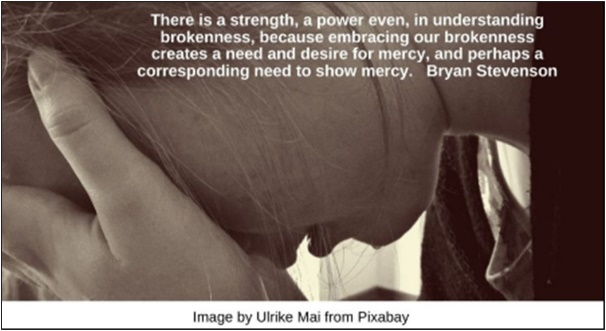 There is a strength, a power even, in understanding
brokenness, because embracing our brokenness
creates a need and desire for mercy, and perhaps a
corresponding need to show mercy.   Bryan Stevenson
Image by Ulrike Mai from Pixabay